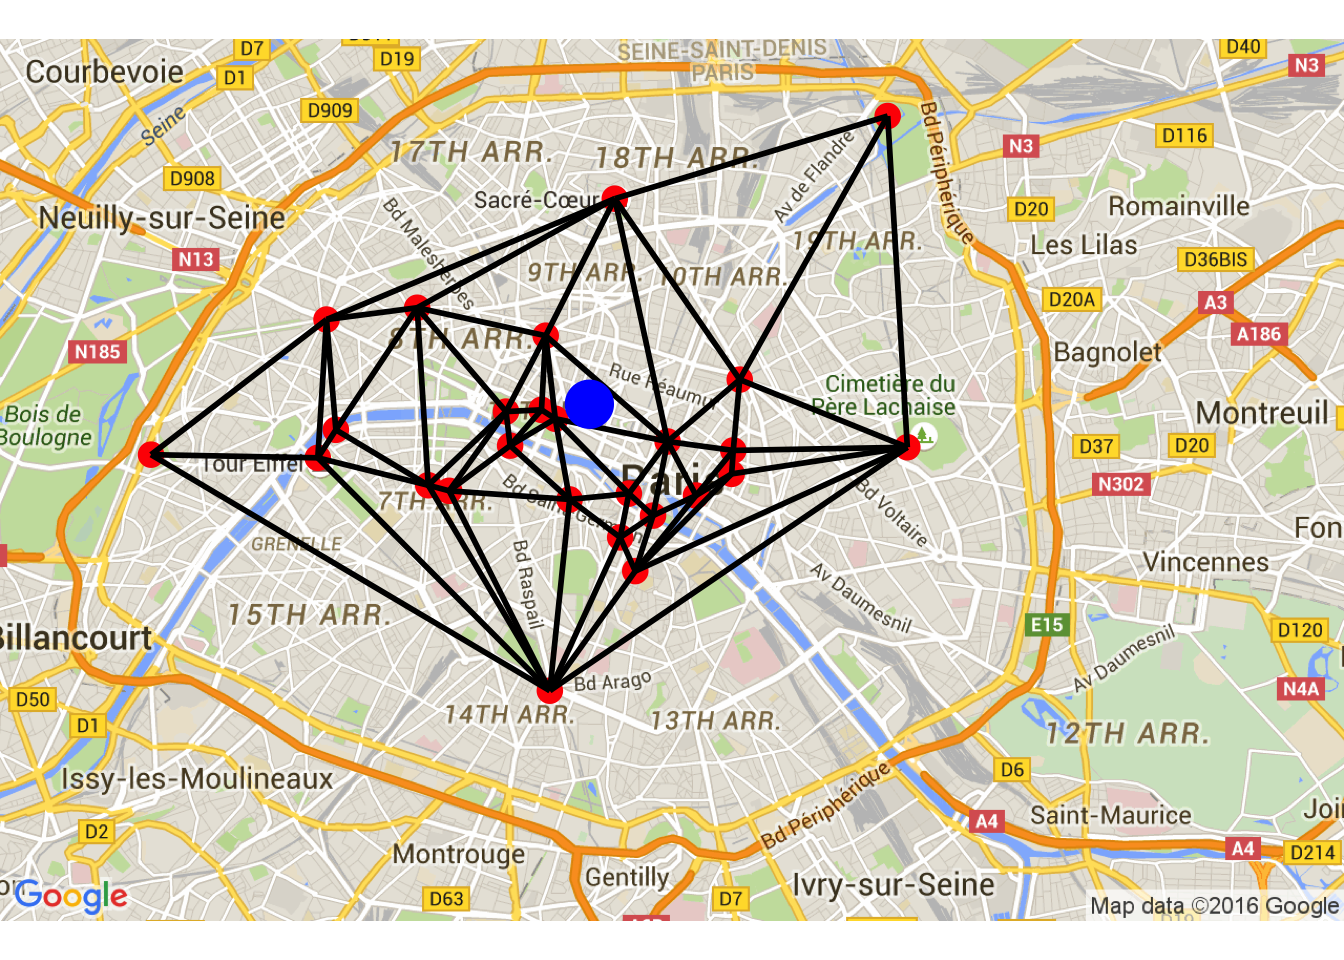 D7
D19
SEINE-SAINT-DENIS
PARIS
D40
N3
Courbevoie
D1
D909
Seine
Bd Périphérique
D116
N3
17TH ARR.
18TH ARR.
Av de Flandre
D908
Sacré-Cœur
D20
Romainville
Neuilly-sur-Seine
Bd Malesherbes
19TH ARR.
Les Lilas
N13
9TH ARR.
10TH ARR.
D36BIS
D20A
A3
8TH ARR.
A186
N185
Bagnolet
Rue Réaumur
Cimetière du
Père Lachaise
Bois de
Boulogne
Montreuil
D37
D20
Tour Eiffel
Paris
N302
7TH ARR.
Bd Saint-Germain
Bd Voltaire
Fon
GRENELLE
Bd Raspail
Vincennes
Av Daumesnil
15TH ARR.
E15
D120
Billancourt
Av Daumesnil
Bd Arago
N4A
D50
14TH ARR.
13TH ARR.
D1
12TH ARR.
Issy-les-Moulineaux
D6
Bd Périphérique
Saint-Maurice
Joi
A4
D2
A4
D214
Montrouge
Gentilly
Ivry-sur-Seine
D63
D7
Google
Map data ©2016 Google